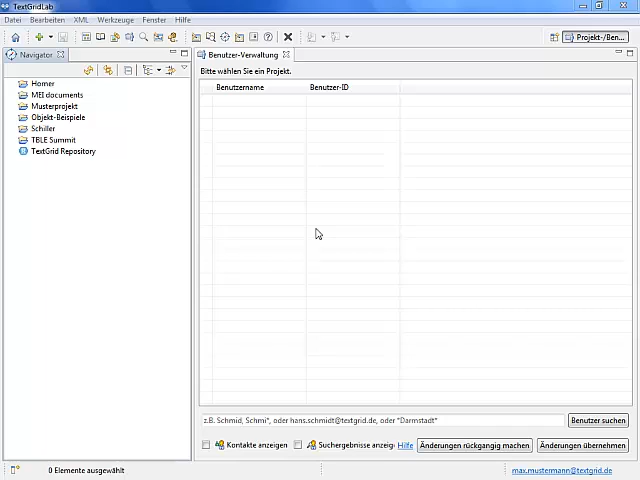 TextGridLab
Datei Bearbeiten XML Werkzeuge Fenster Hilfe
Projekt-/Ben...
Navigator
Homer
MEI documents
Musterprojekt
Objekt-Beispiele
Schiller
TBLE Summit
TextGrid Repository
Benutzer-Verwaltung
Bitte wählen Sie ein Projekt.
Benutzername Benutzer-ID
z.B. Schmid, Schmi*, oder hans.schmidt@textgrid.de, oder "Darmstadt" Benutzer suchen
Kontakte anzeigen Suchergebnisse anzeig Hilfe Änderungen rückgangig machen Änderungen übernehmen
0 Elemente ausgewählt max.mustermann@textgrid.de